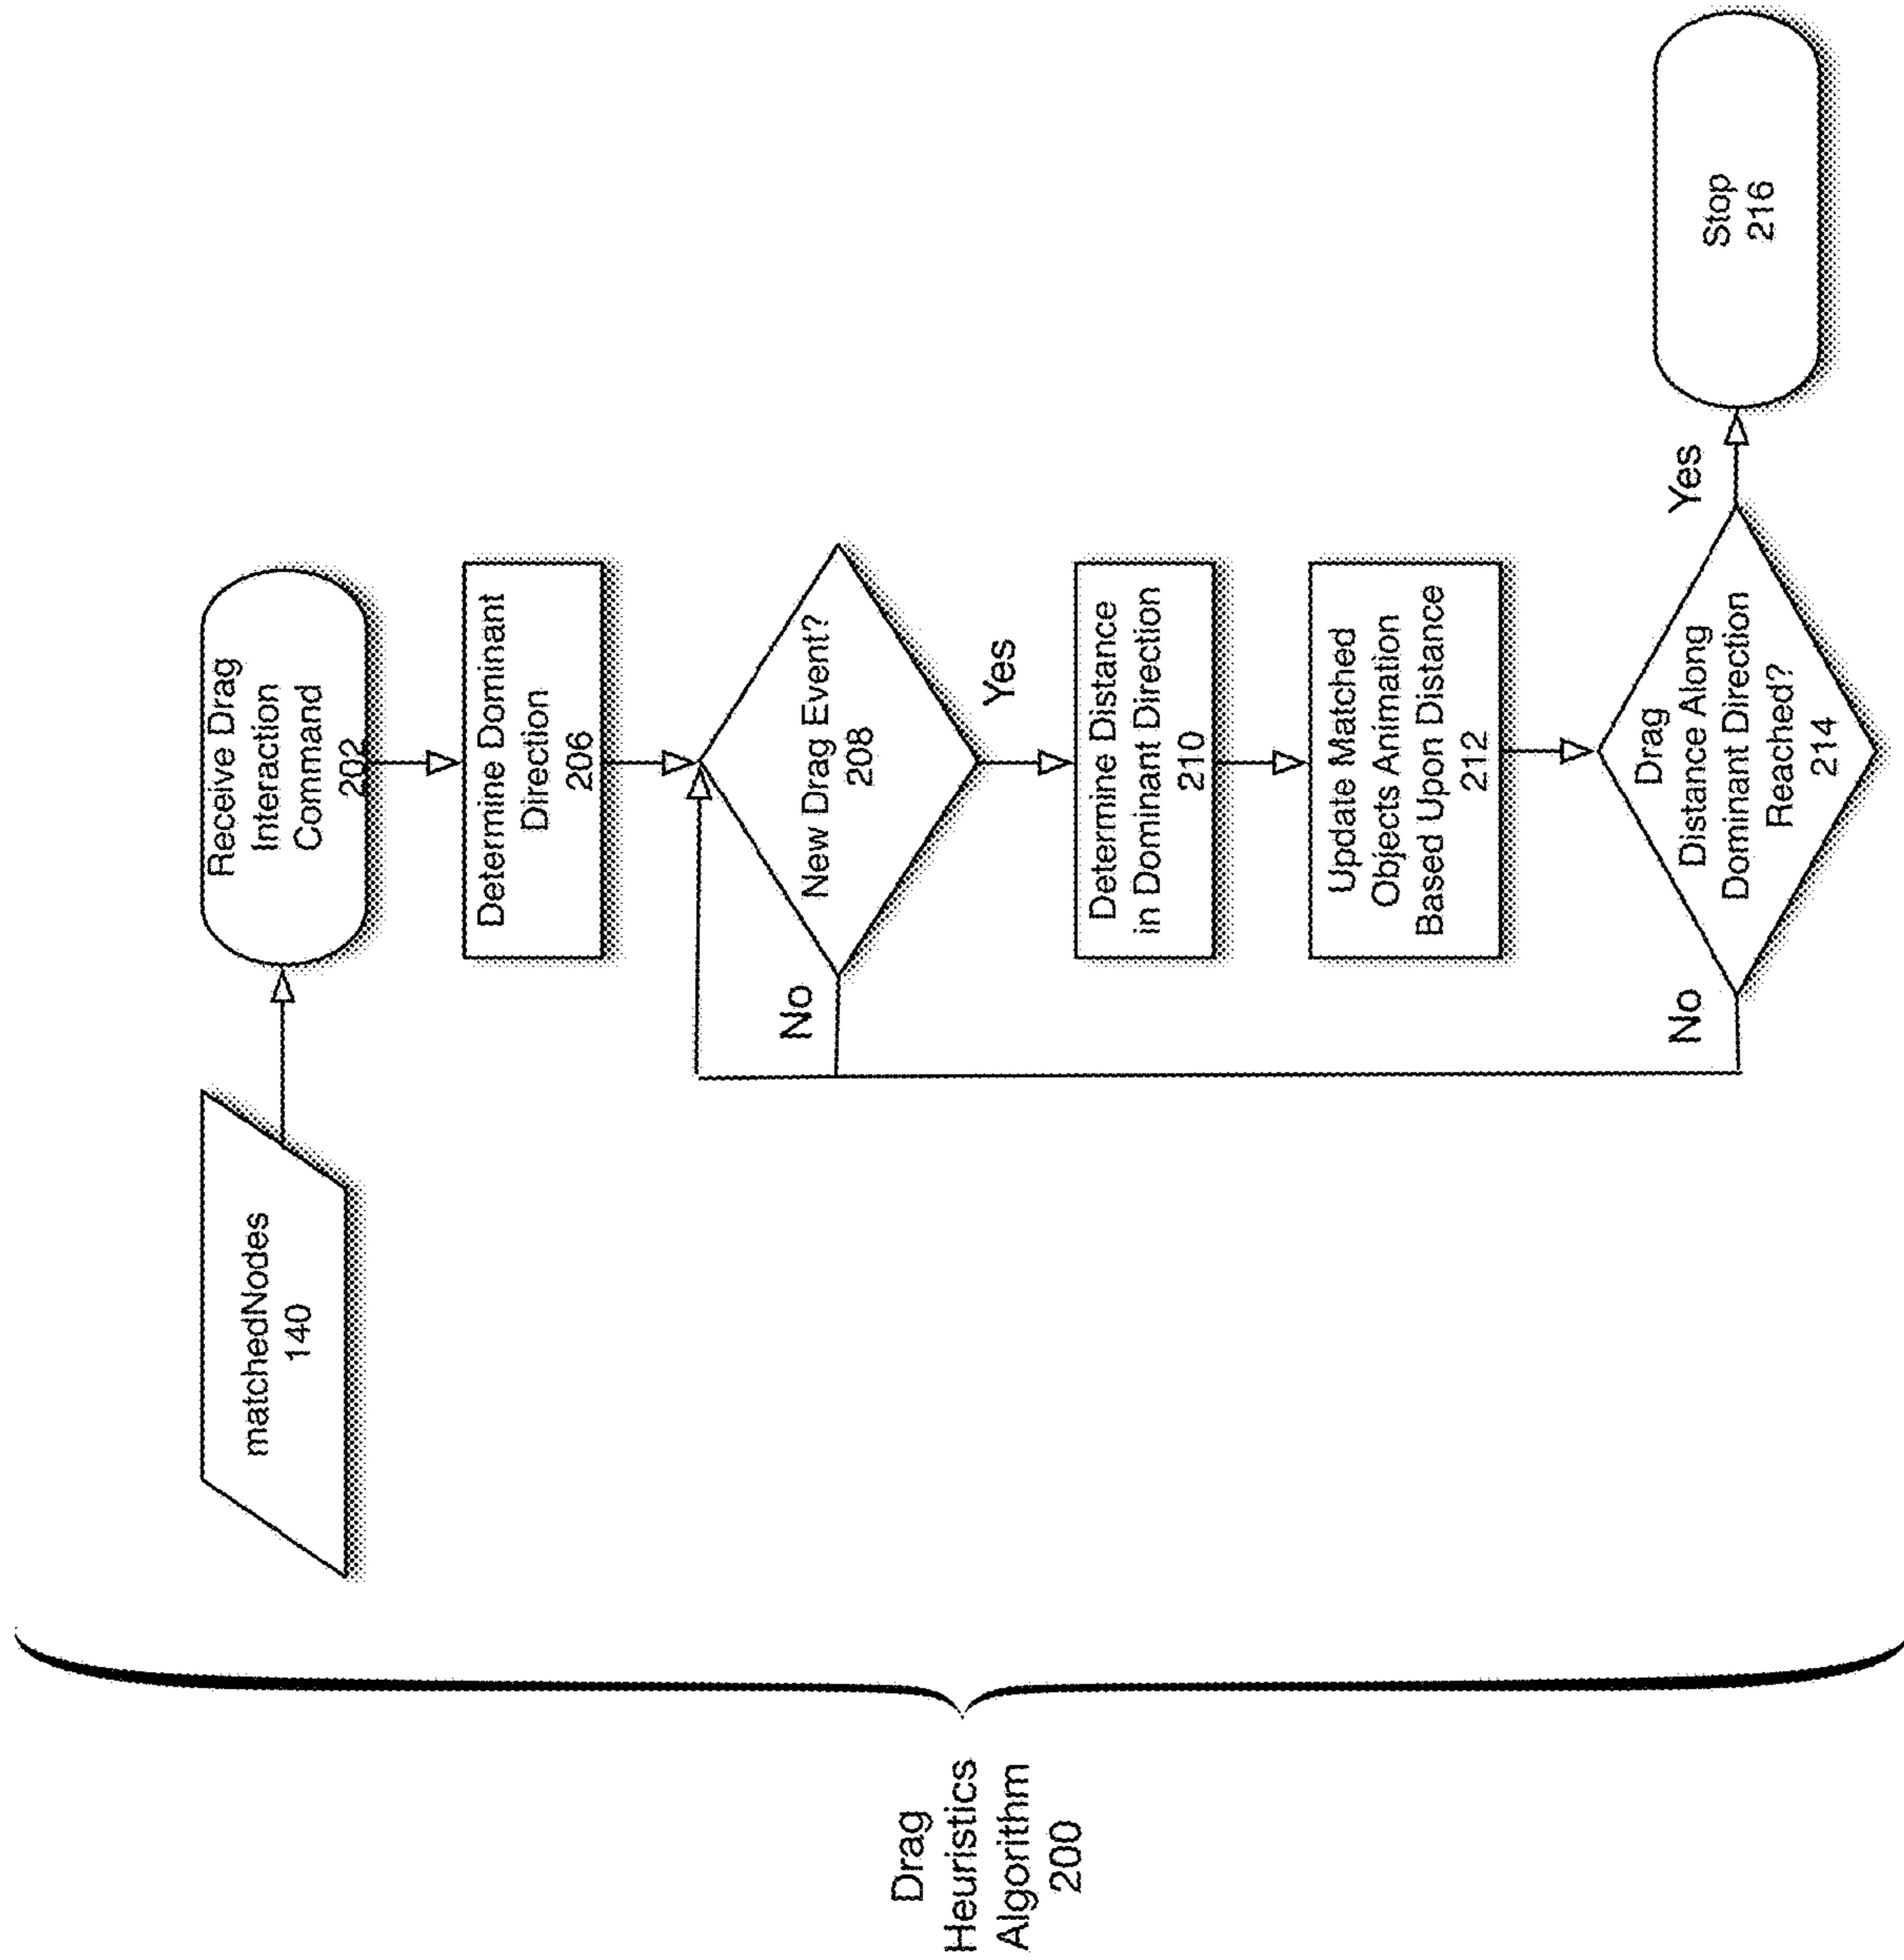 Drag
Heuristics
Algorithm
200
matchedNodes
140
Receive Drag
Interaction
Command
202
Determine Dominant
Direction
206
New Drag Event?
208
No
Yes
Determine Distance
in Dominant Direction
210
Update Matched
Objects Animation
Based Upon Distance
212
Drag
Distance Along
Dominant Direction
Reached?
214
No
Yes
Stop
216